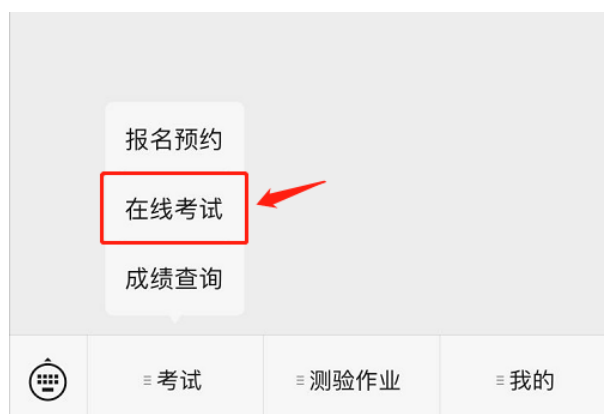 报名预约
在线考试
成绩查询
考试
测验作业
我的